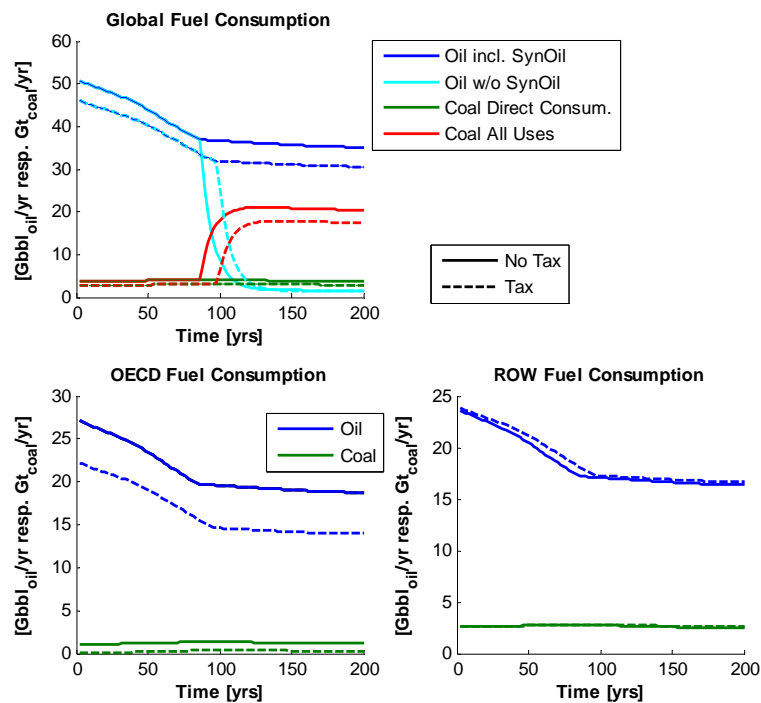 Global Fuel Consumption
[Gbbl_oil/yr resp. Gt_coal/yr]
60
50
40
30
20
10
0
0 50 100 150 200
Time [yrs]
Oil incl. SynOil
Oil w/o SynOil
Coal Direct Consum.
Coal All Uses
No Tax
Tax
OECD Fuel Consumption
[Gbbl_oil/yr resp. Gt_coal/yr]
30
25
20
15
10
5
0
0 50 100 150 200
Time [yrs]
Oil
Coal
ROW Fuel Consumption
[Gbbl_oil/yr resp. Gt_coal/yr]
25
20
15
10
5
0
0 50 100 150 200
Time [yrs]